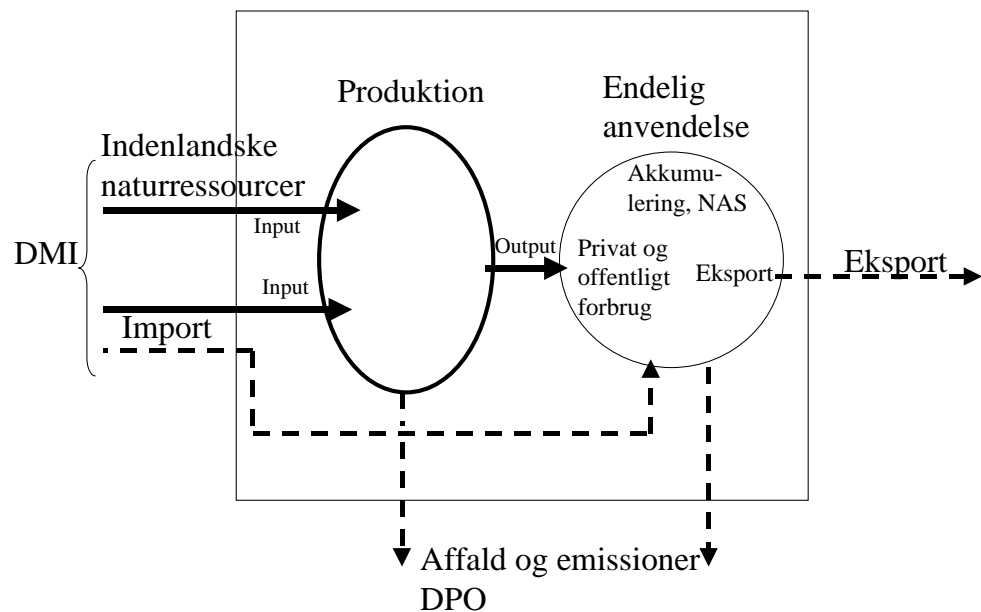 Produktion
Endelig
anvendelse
Indenlandske
naturressourcer
Akkumu-
lering, NAS
Input
DMI
Output
Privat og
offentligt
forbrug
Eksport
Eksport
Input
Import
Affald og emissioner
DPO